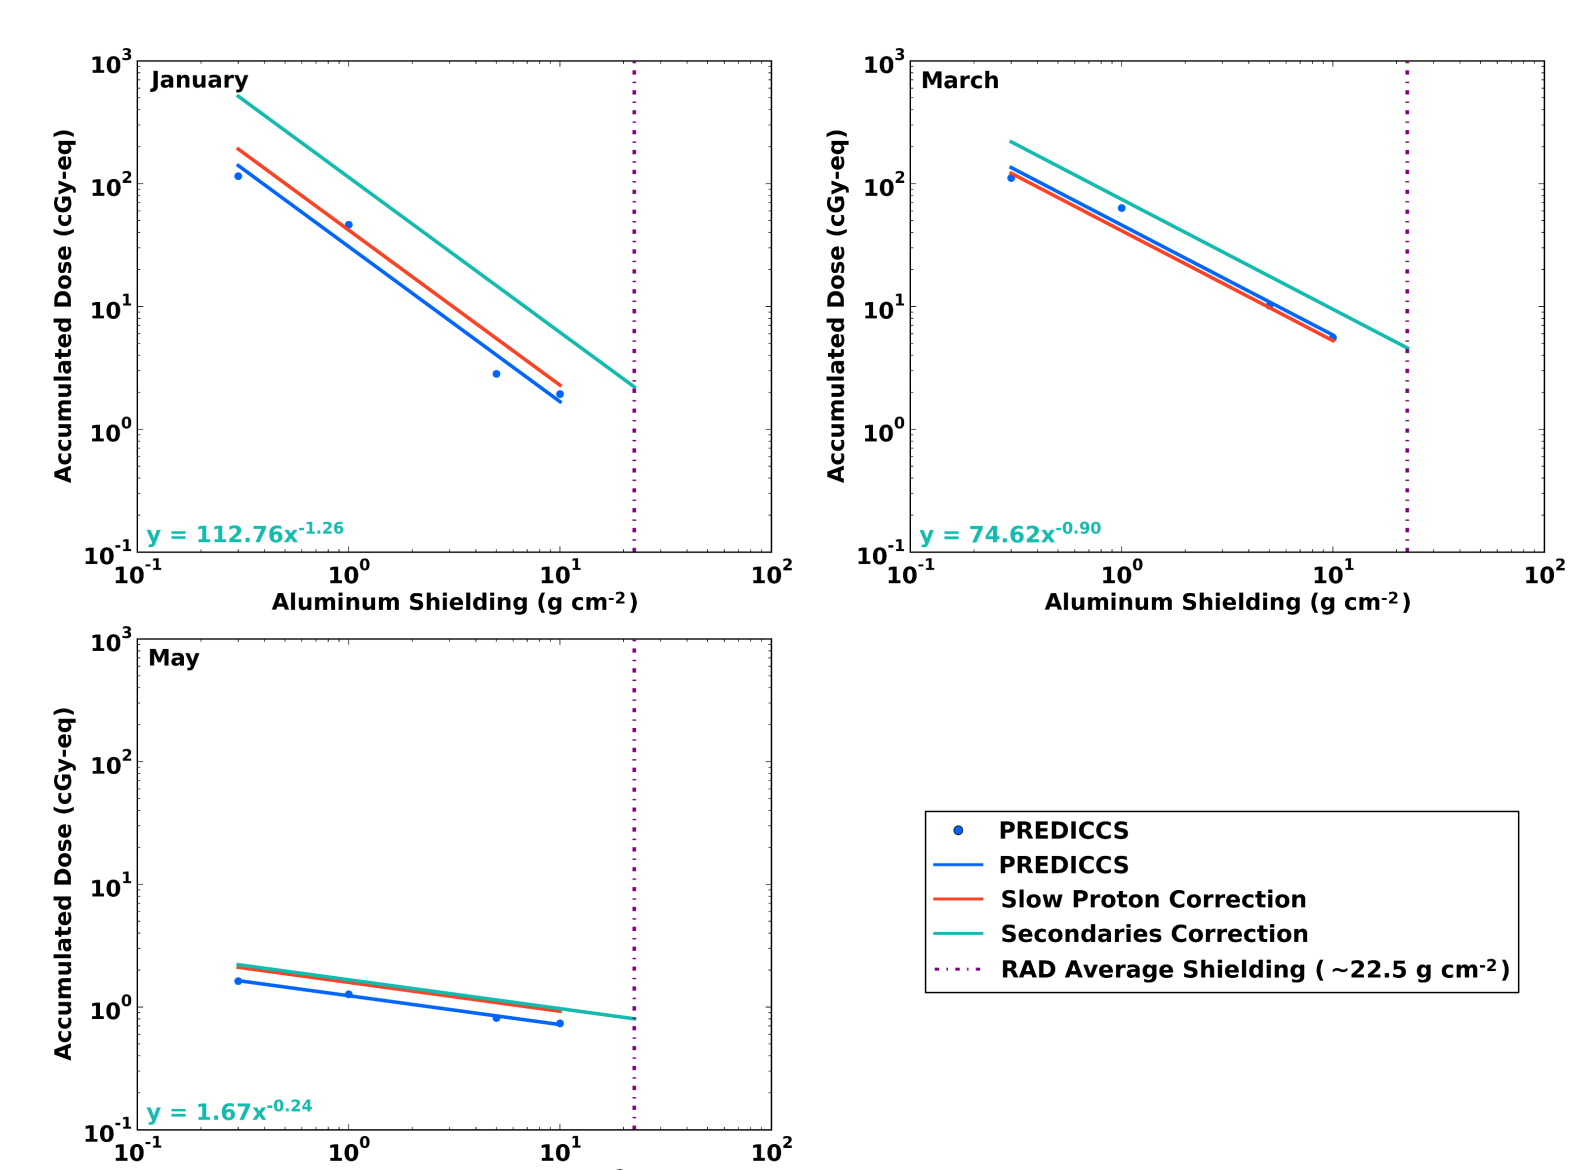 January
10³
10²
10¹
10⁰
10⁻¹
Accumulated Dose (cGy-eq)
y = 112.76x⁻¹·²⁶
10⁻¹ 10⁰ 10¹ 10²
Aluminum Shielding (g cm⁻²)
March
10³
10²
10¹
10⁰
10⁻¹
Accumulated Dose (cGy-eq)
y = 74.62x⁻⁰·⁹⁰
10⁻¹ 10⁰ 10¹ 10²
Aluminum Shielding (g cm⁻²)
May
10³
10²
10¹
10⁰
10⁻¹
Accumulated Dose (cGy-eq)
y = 1.67x⁻⁰·²⁴
10⁻¹ 10⁰ 10¹ 10²
PREDICCS
PREDICCS
Slow Proton Correction
Secondaries Correction
RAD Average Shielding (~22.5 g cm⁻²)